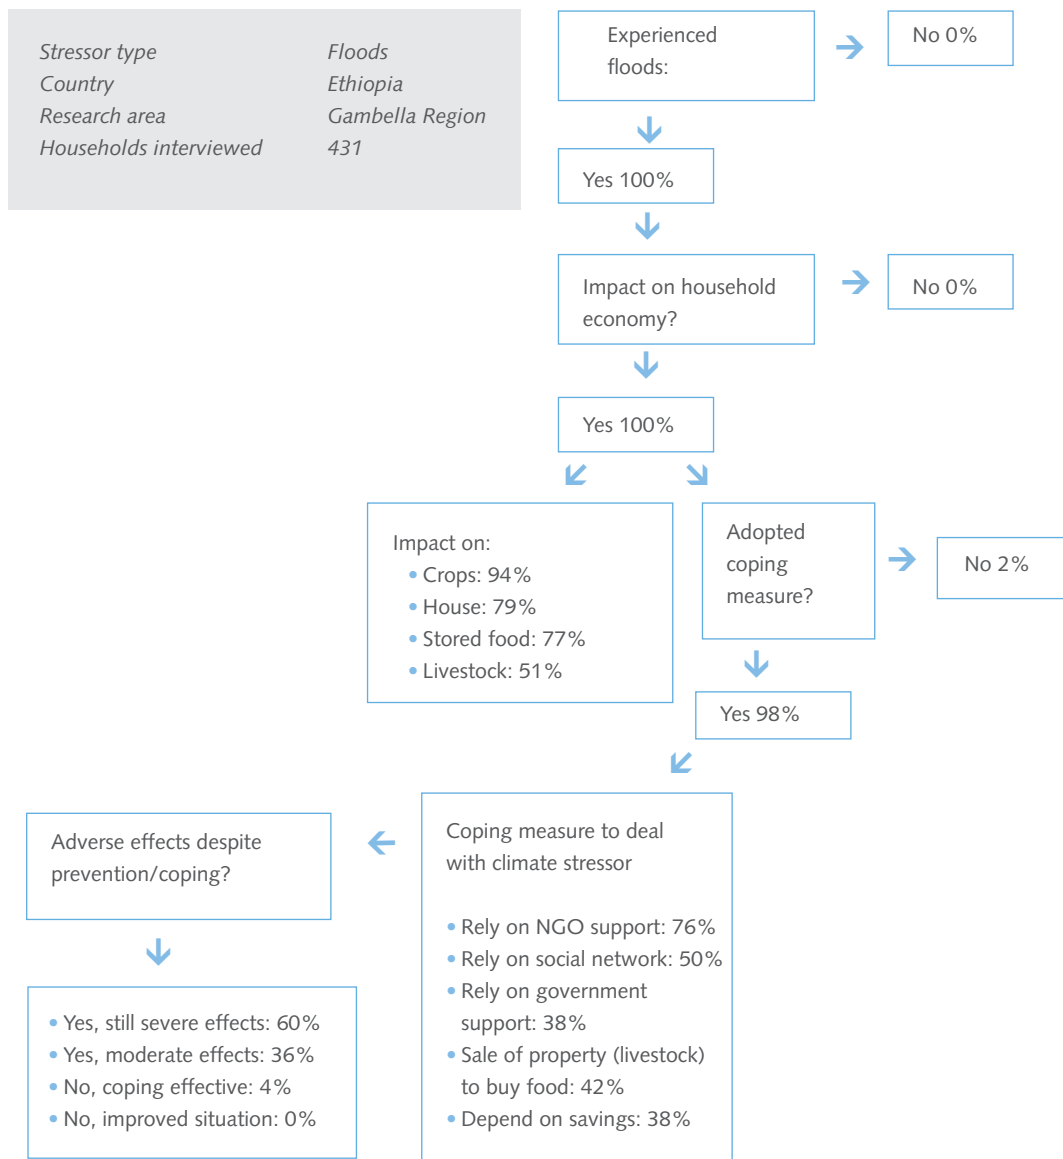 Stressor type Floods
Country Ethiopia
Research area Gambella Region
Households interviewed 431
Experienced
floods:
No 0%
Yes 100%
Impact on household
economy?
No 0%
Yes 100%
Impact on:
• Crops: 94%
• House: 79%
• Stored food: 77%
• Livestock: 51%
Adopted
coping
measure?
No 2%
Yes 98%
Coping measure to deal
with climate stressor
• Rely on NGO support: 76%
• Rely on social network: 50%
• Rely on government
support: 38%
• Sale of property (livestock)
to buy food: 42%
• Depend on savings: 38%
Adverse effects despite
prevention/coping?
• Yes, still severe effects: 60%
• Yes, moderate effects: 36%
• No, coping effective: 4%
• No, improved situation: 0%